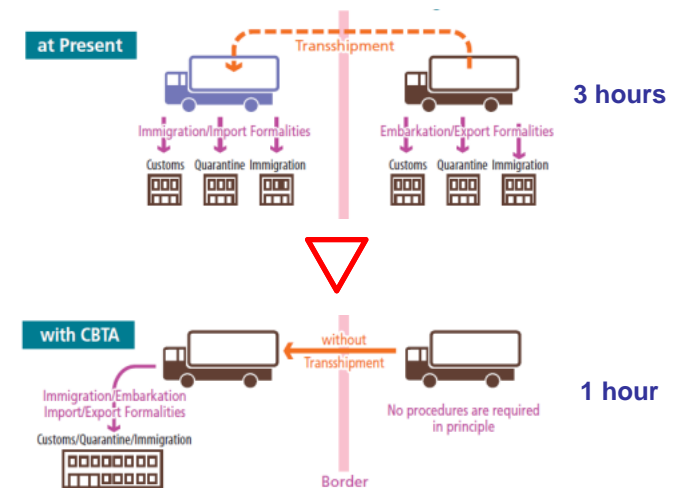 at Present
Transshipment
3 hours
Immigration/Import Formalities
Embarkation/Export Formalities
Customs Quarantine Immigration
Customs Quarantine Immigration
with CBTA
without
Transshipment
1 hour
Immigration/Embarkation
Import/Export Formalities
No procedures are required
in principle
Customs/Quarantine/Immigration
Border